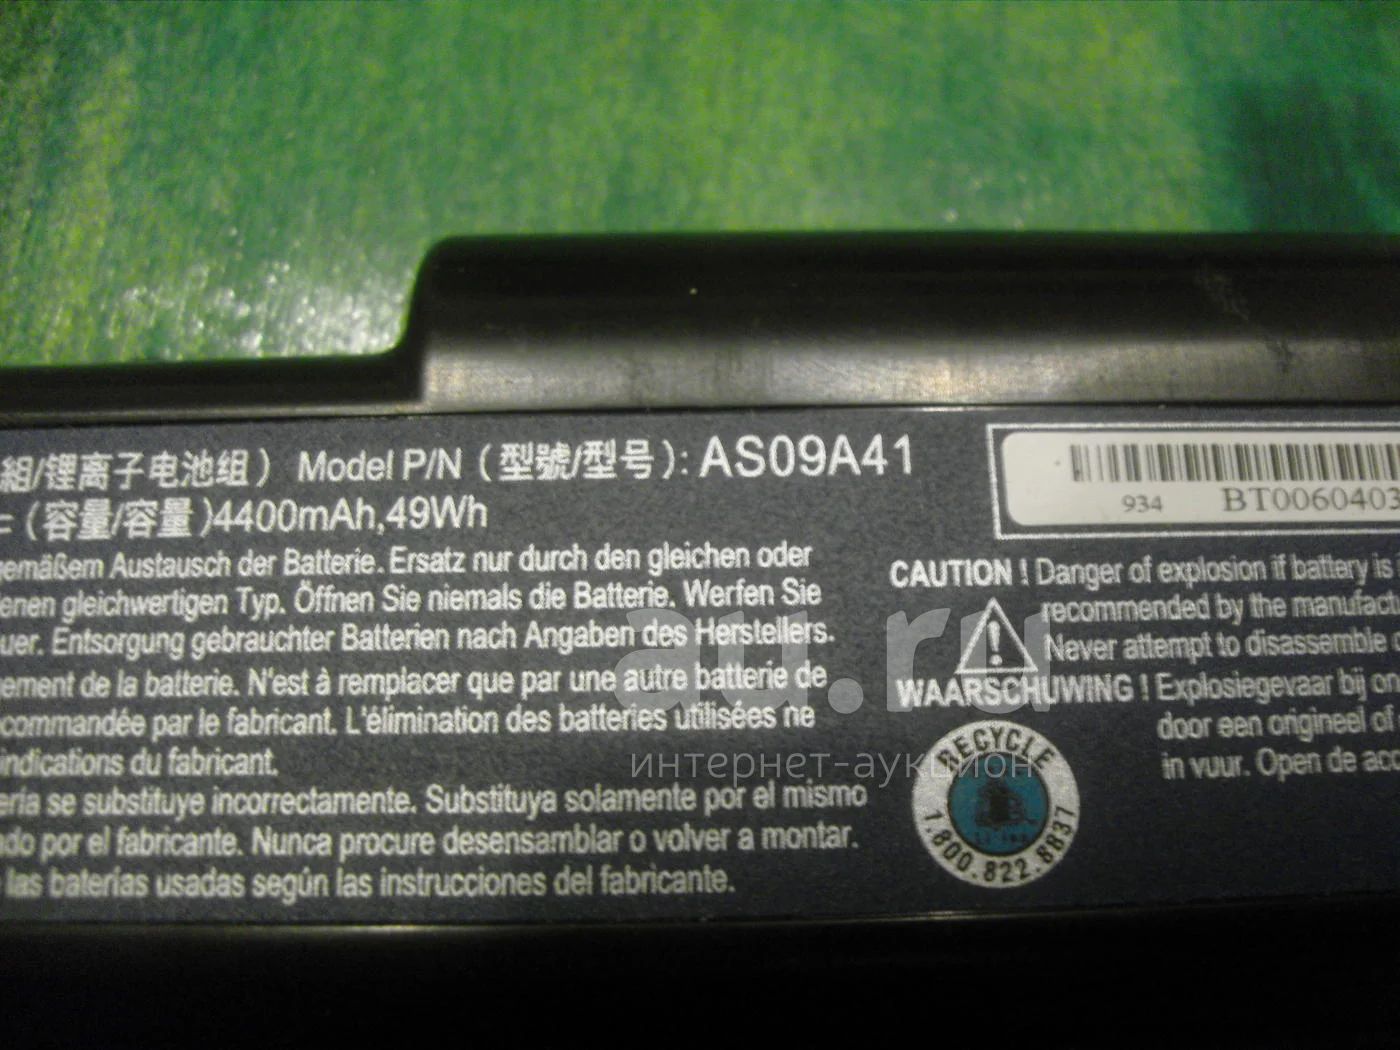 組/锂离子电池组) Model P/N (型號/型号): AS09A41
(容量/容量)4400mAh,49Wh
934 BT0060403
gemäßem Austausch der Batterie. Ersatz nur durch den gleichen oder
enen gleichwertigen Typ. Öffnen Sie niemals die Batterie. Werfen Sie
uer. Entsorgung gebrauchter Batterien nach Angaben des Herstellers.
ement de la batterie. N'est à remplacer que par une autre batterie de
commandée par le fabricant. L'élimination des batteries utilisées ne
indications du fabricant.
ería se substituye incorrectamente. Substituya solamente por el mismo
do por el fabricante. Nunca procure desensamblar o volver a montar.
las baterías usadas según las instrucciones del fabricante.
CAUTION ! Danger of explosion if battery is
recommended by the manufact
Never attempt to disassemble
WAARSCHUWING ! Explosiegevaar bij on
door een origineel of
in vuur. Open de acc
RECYCLE
1.800.822.8837
au.ru
интернет-аукцион